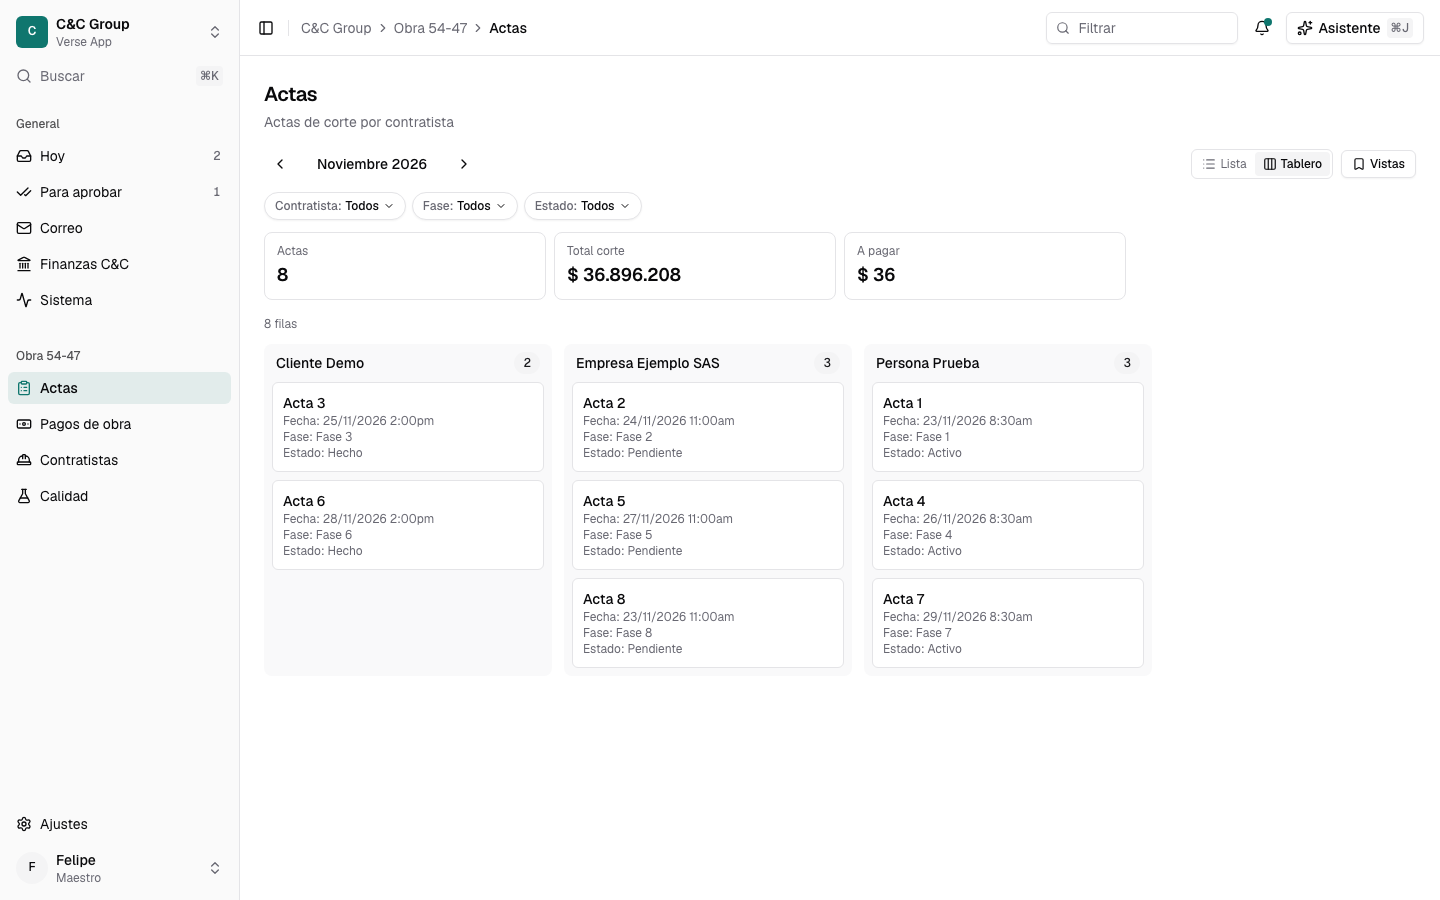 C
C&C Group
Verse App
Buscar
⌘K
General
Hoy
2
Para aprobar
1
Correo
Finanzas C&C
Sistema
Obra 54-47
Actas
Pagos de obra
Contratistas
Calidad
Ajustes
F
Felipe
Maestro
C&C Group > Obra 54-47 > Actas
Filtrar
Asistente ⌘J
Actas
Actas de corte por contratista
Noviembre 2026
Lista
Tablero
Vistas
Contratista: Todos
Fase: Todos
Estado: Todos
Actas
8
Total corte
$ 36.896.208
A pagar
$ 36
8 filas
Cliente Demo
2
Acta 3
Fecha: 25/11/2026 2:00pm
Fase: Fase 3
Estado: Hecho
Acta 6
Fecha: 28/11/2026 2:00pm
Fase: Fase 6
Estado: Hecho
Empresa Ejemplo SAS
3
Acta 2
Fecha: 24/11/2026 11:00am
Fase: Fase 2
Estado: Pendiente
Acta 5
Fecha: 27/11/2026 11:00am
Fase: Fase 5
Estado: Pendiente
Acta 8
Fecha: 23/11/2026 11:00am
Fase: Fase 8
Estado: Pendiente
Persona Prueba
3
Acta 1
Fecha: 23/11/2026 8:30am
Fase: Fase 1
Estado: Activo
Acta 4
Fecha: 26/11/2026 8:30am
Fase: Fase 4
Estado: Activo
Acta 7
Fecha: 29/11/2026 8:30am
Fase: Fase 7
Estado: Activo